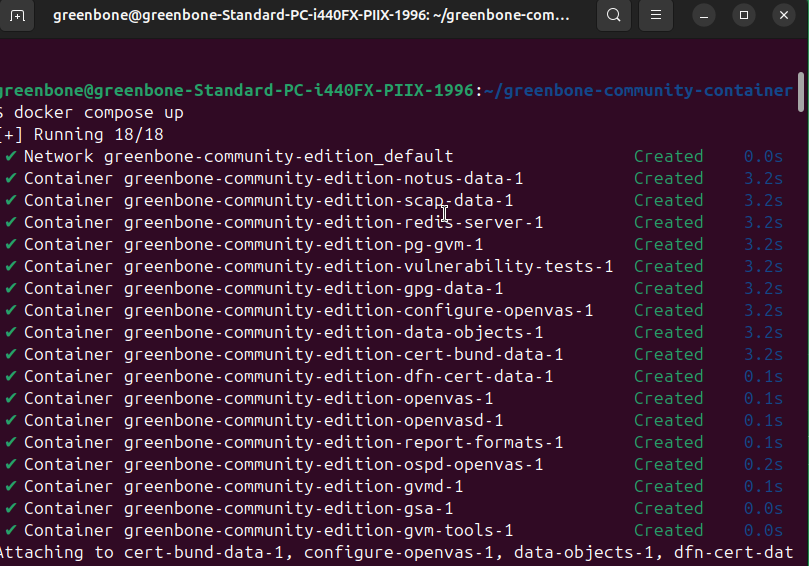 greenbone@greenbone-Standard-PC-i440FX-PIIX-1996: ~/greenbone-com...
greenbone@greenbone-Standard-PC-i440FX-PIIX-1996:~/greenbone-community-container
$ docker compose up
[+] Running 18/18
✔ Network greenbone-community-edition_default Created 0.0s
✔ Container greenbone-community-edition-notus-data-1 Created 3.2s
✔ Container greenbone-community-edition-scap-data-1 Created 3.2s
✔ Container greenbone-community-edition-redis-server-1 Created 3.2s
✔ Container greenbone-community-edition-pg-gvm-1 Created 3.2s
✔ Container greenbone-community-edition-vulnerability-tests-1 Created 3.2s
✔ Container greenbone-community-edition-gpg-data-1 Created 3.2s
✔ Container greenbone-community-edition-configure-openvas-1 Created 3.2s
✔ Container greenbone-community-edition-data-objects-1 Created 3.2s
✔ Container greenbone-community-edition-cert-bund-data-1 Created 3.2s
✔ Container greenbone-community-edition-dfn-cert-data-1 Created 0.1s
✔ Container greenbone-community-edition-openvas-1 Created 0.1s
✔ Container greenbone-community-edition-openvasd-1 Created 0.1s
✔ Container greenbone-community-edition-report-formats-1 Created 0.1s
✔ Container greenbone-community-edition-ospd-openvas-1 Created 0.2s
✔ Container greenbone-community-edition-gvmd-1 Created 0.1s
✔ Container greenbone-community-edition-gsa-1 Created 0.0s
✔ Container greenbone-community-edition-gvm-tools-1 Created 0.0s
Attaching to cert-bund-data-1, configure-openvas-1, data-objects-1, dfn-cert-dat